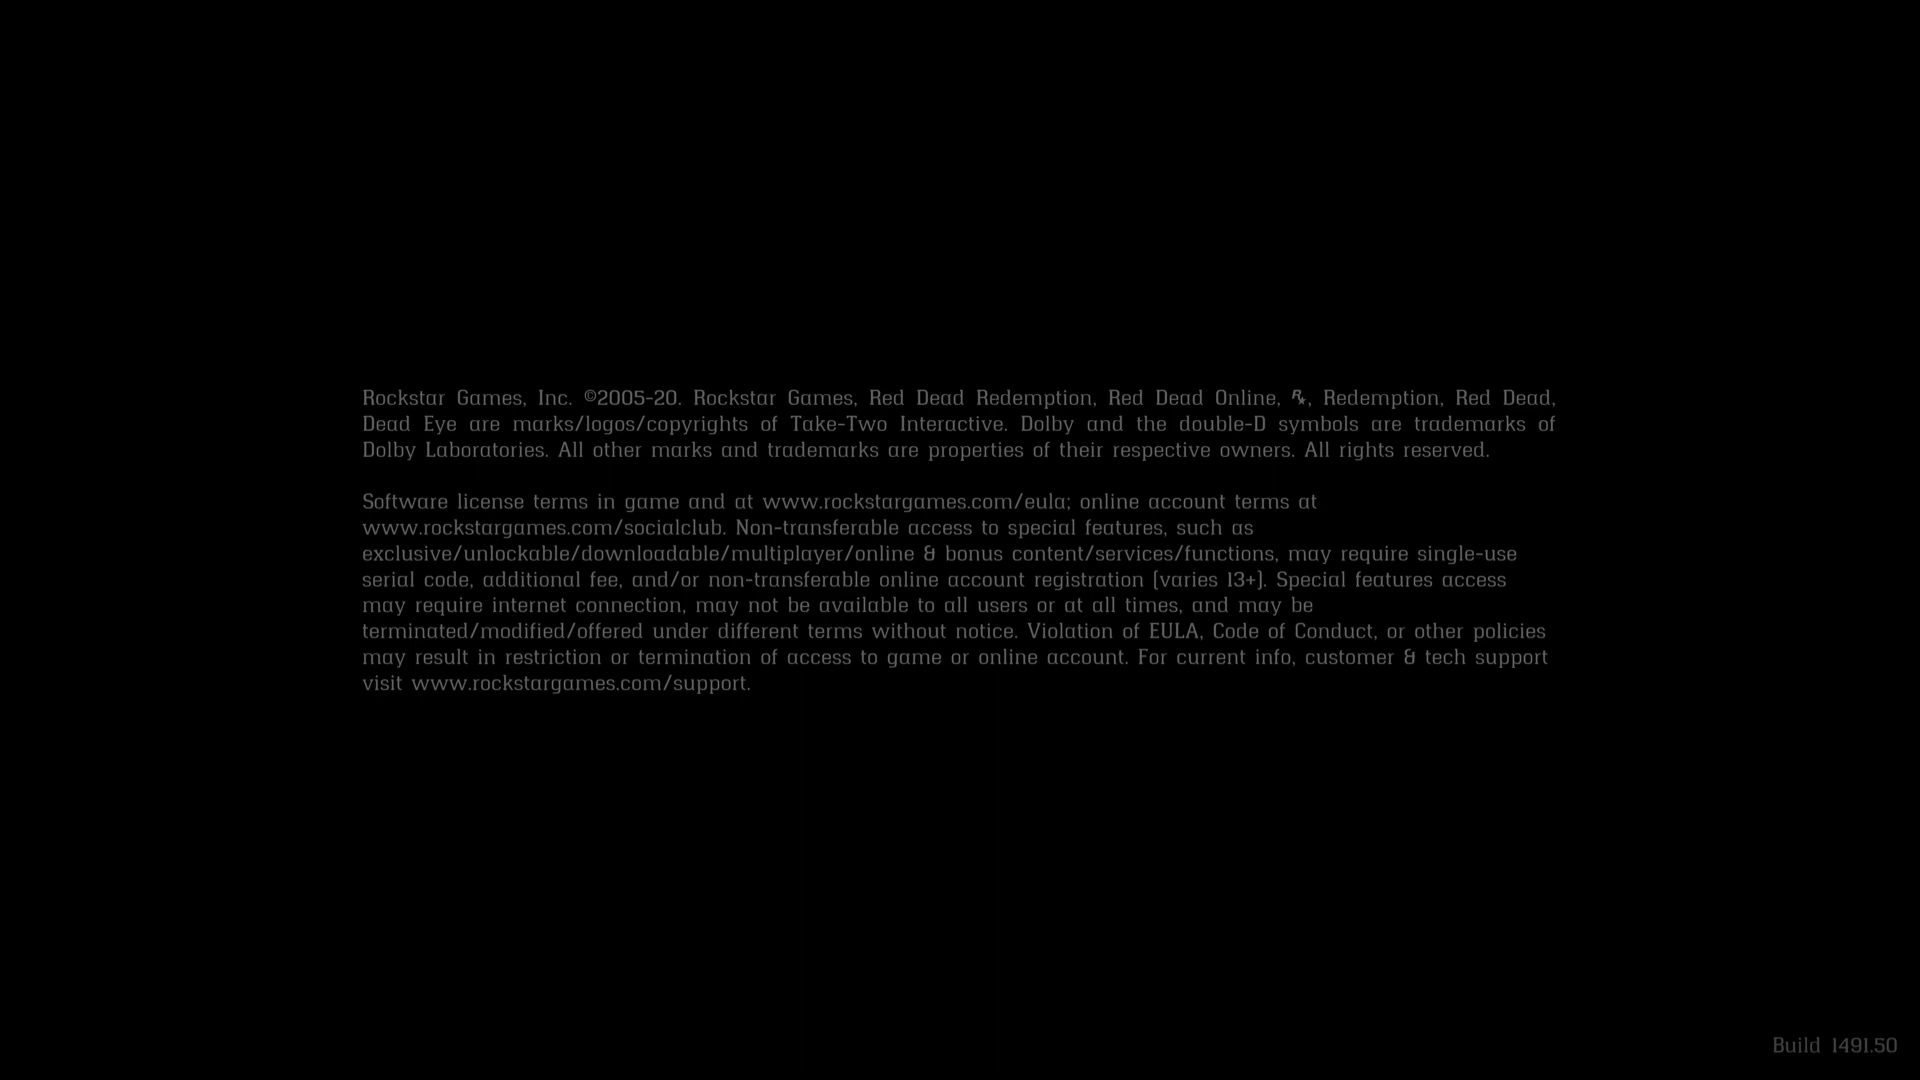 Rockstar Games, Inc. ©2005-20. Rockstar Games, Red Dead Redemption, Red Dead Online, R★, Redemption, Red Dead,
Dead Eye are marks/logos/copyrights of Take-Two Interactive. Dolby and the double-D symbols are trademarks of
Dolby Laboratories. All other marks and trademarks are properties of their respective owners. All rights reserved.
Software license terms in game and at www.rockstargames.com/eula; online account terms at
www.rockstargames.com/socialclub. Non-transferable access to special features, such as
exclusive/unlockable/downloadable/multiplayer/online & bonus content/services/functions, may require single-use
serial code, additional fee, and/or non-transferable online account registration (varies 13+). Special features access
may require internet connection, may not be available to all users or at all times, and may be
terminated/modified/offered under different terms without notice. Violation of EULA, Code of Conduct, or other policies
may result in restriction or termination of access to game or online account. For current info, customer & tech support
visit www.rockstargames.com/support.
Build 1491.50